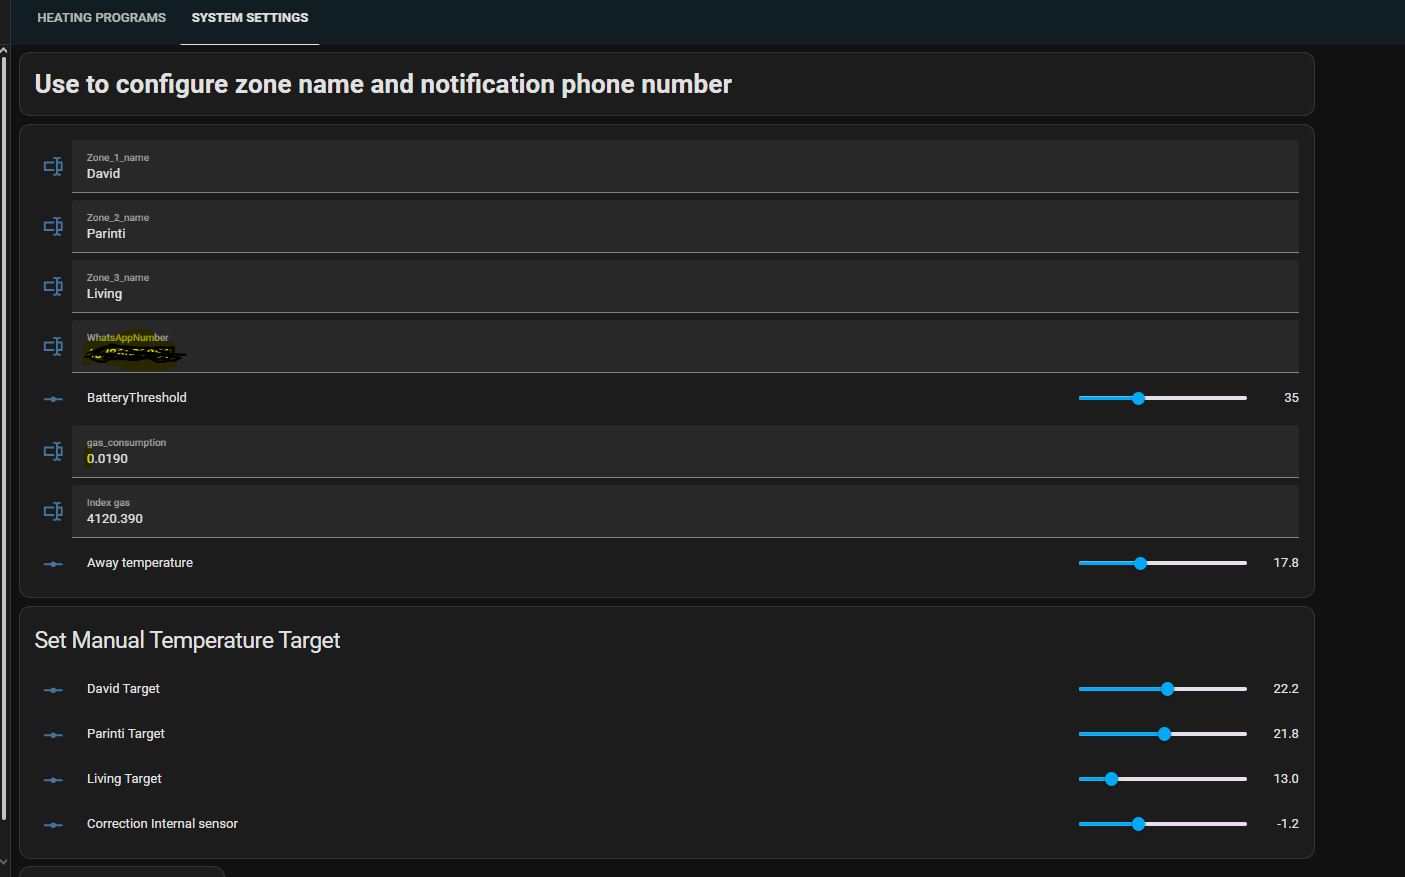 HEATING PROGRAMS SYSTEM SETTINGS
Use to configure zone name and notification phone number
Zone_1_name
David
Zone_2_name
Parinti
Zone_3_name
Living
WhatsAppNumber
BatteryThreshold 35
gas_consumption
0.0190
Index gas
4120.390
Away temperature 17.8
Set Manual Temperature Target
David Target 22.2
Parinti Target 21.8
Living Target 13.0
Correction Internal sensor -1.2